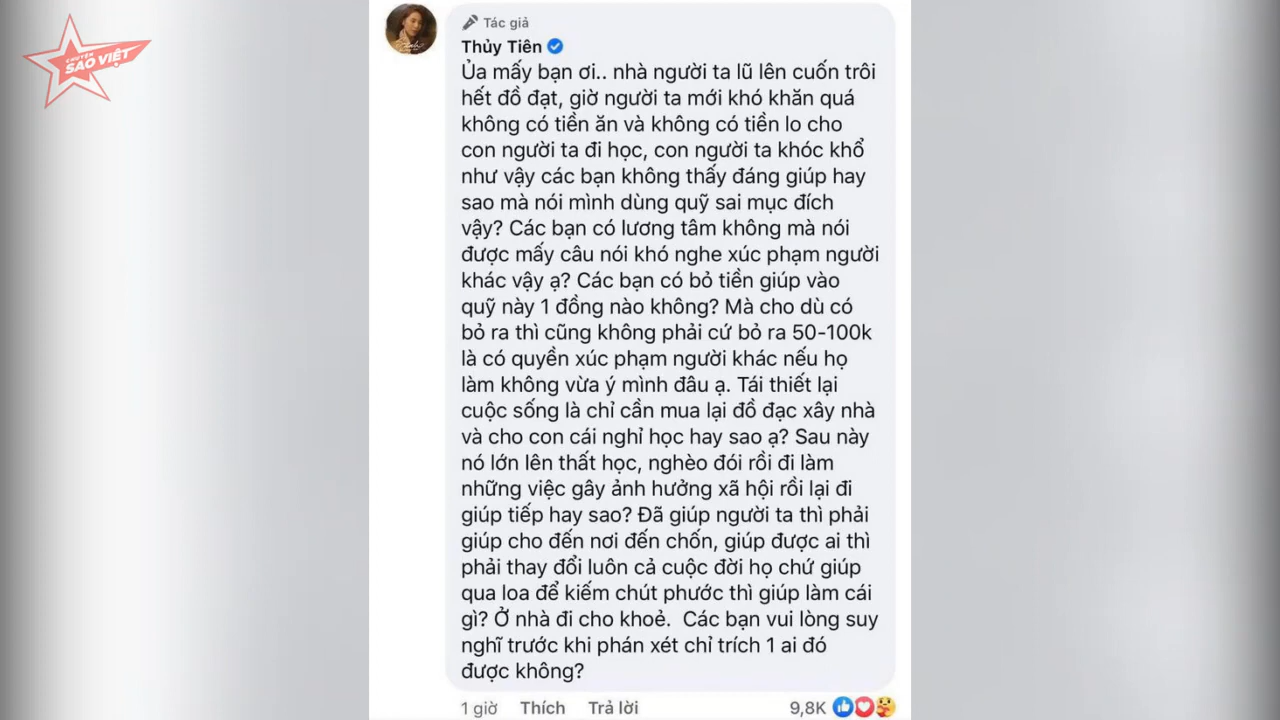 CHUYỆN
SAO VIỆT
Tác giả
Thủy Tiên
Ủa mấy bạn ơi.. nhà người ta lũ lên cuốn trôi
hết đồ đạt, giờ người ta mới khó khăn quá
không có tiền ăn và không có tiền lo cho
con người ta đi học, con người ta khóc khổ
như vậy các bạn không thấy đáng giúp hay
sao mà nói mình dùng quỹ sai mục đích
vậy? Các bạn có lương tâm không mà nói
được mấy câu nói khó nghe xúc phạm người
khác vậy ạ? Các bạn có bỏ tiền giúp vào
quỹ này 1 đồng nào không? Mà cho dù có
bỏ ra thì cũng không phải cứ bỏ ra 50-100k
là có quyền xúc phạm người khác nếu họ
làm không vừa ý mình đâu ạ. Tái thiết lại
cuộc sống là chỉ cần mua lại đồ đạc xây nhà
và cho con cái nghỉ học hay sao ạ? Sau này
nó lớn lên thất học, nghèo đói rồi đi làm
những việc gây ảnh hưởng xã hội rồi lại đi
giúp tiếp hay sao? Đã giúp người ta thì phải
giúp cho đến nơi đến chốn, giúp được ai thì
phải thay đổi luôn cả cuộc đời họ chứ giúp
qua loa để kiếm chút phước thì giúp làm cái
gì? Ở nhà đi cho khoẻ. Các bạn vui lòng suy
nghĩ trước khi phán xét chỉ trích 1 ai đó
được không?
1 giờ Thích Trả lời 9,8K